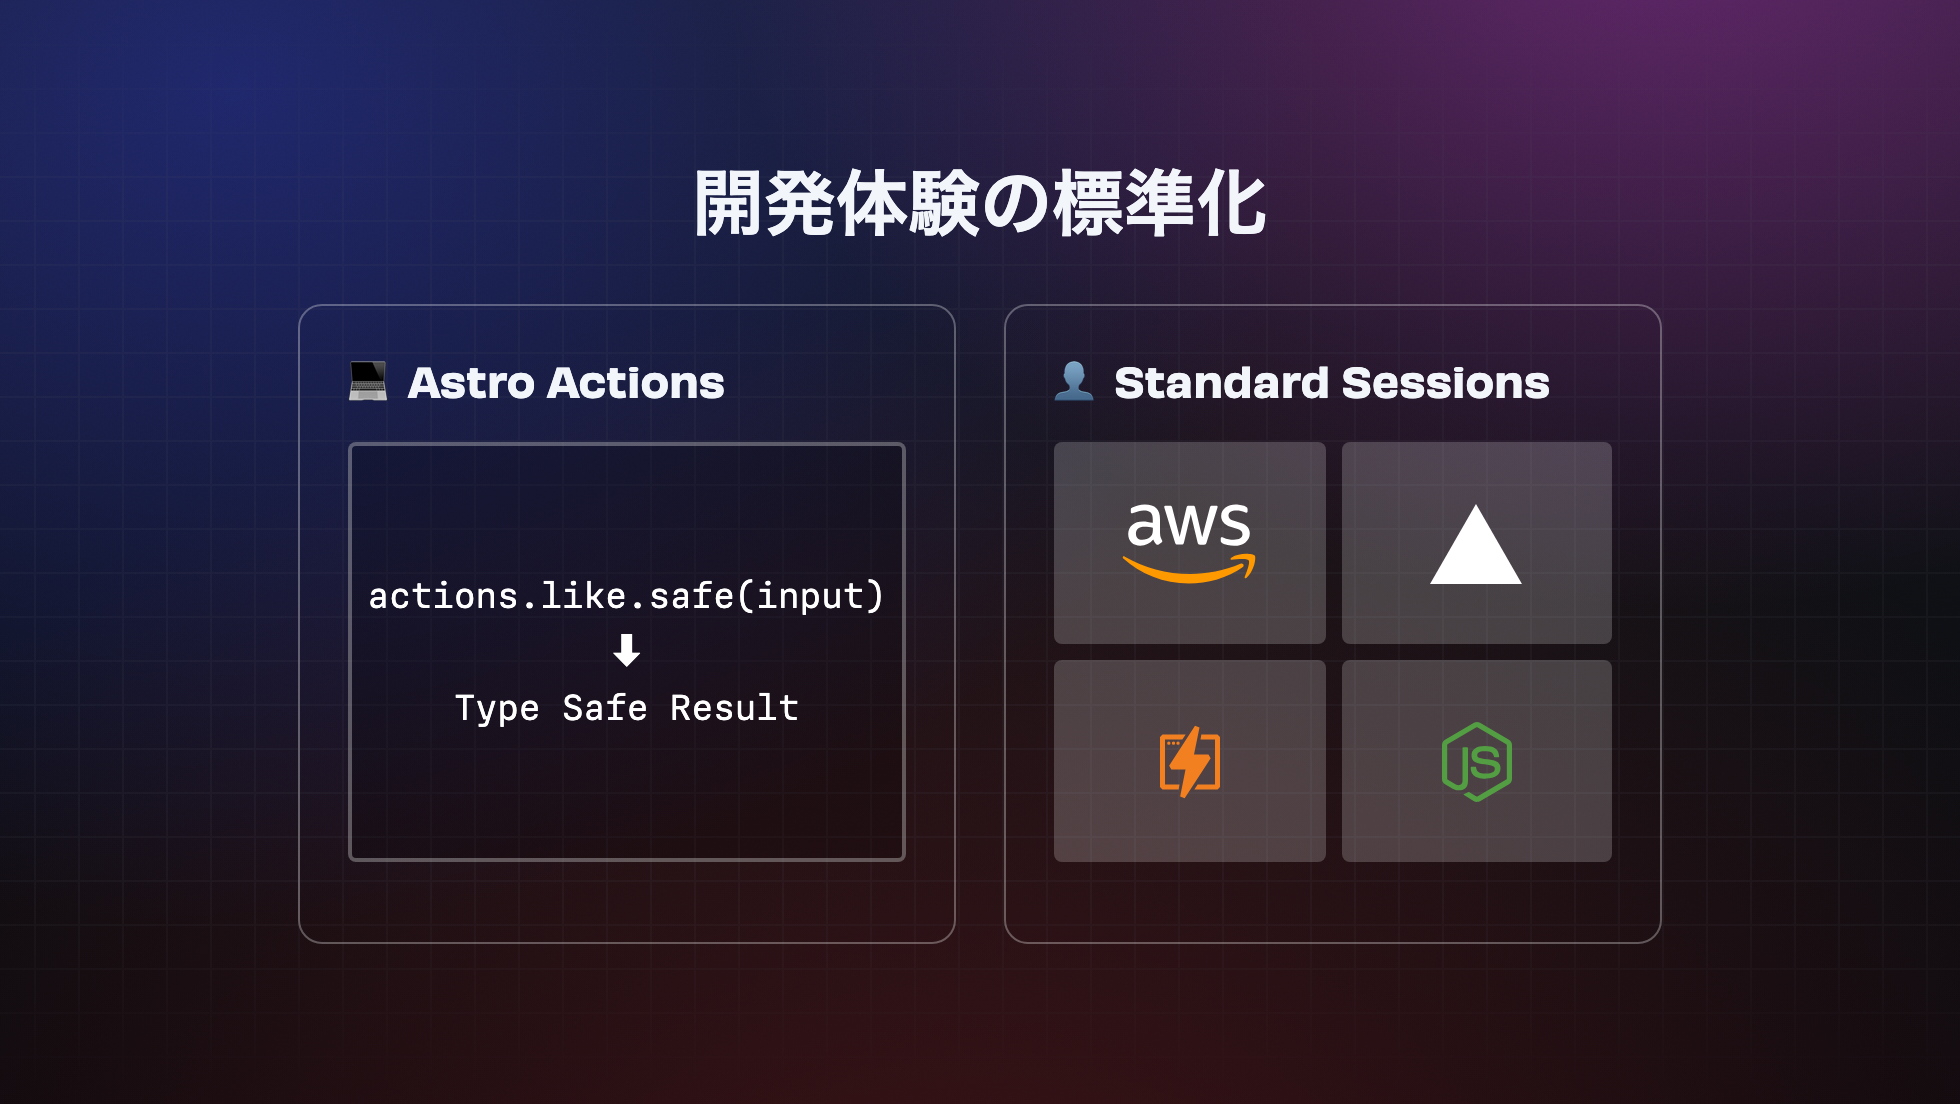 開発体験の標準化
Astro Actions
actions.like.safe(input)
Type Safe Result
Standard Sessions
aws
JS